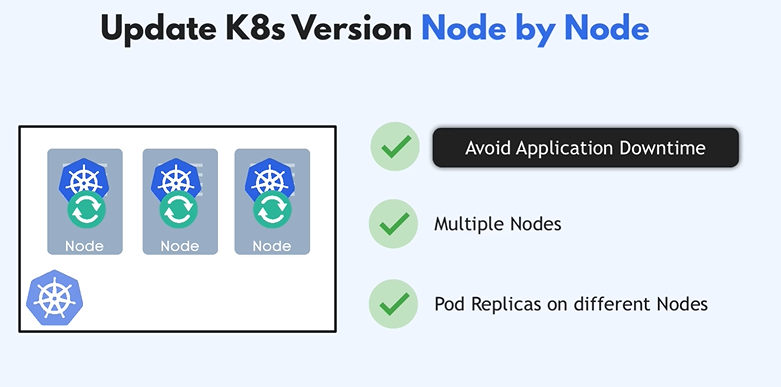 Update K8s Version Node by Node
Avoid Application Downtime
Node Node Node
Multiple Nodes
Pod Replicas on different Nodes